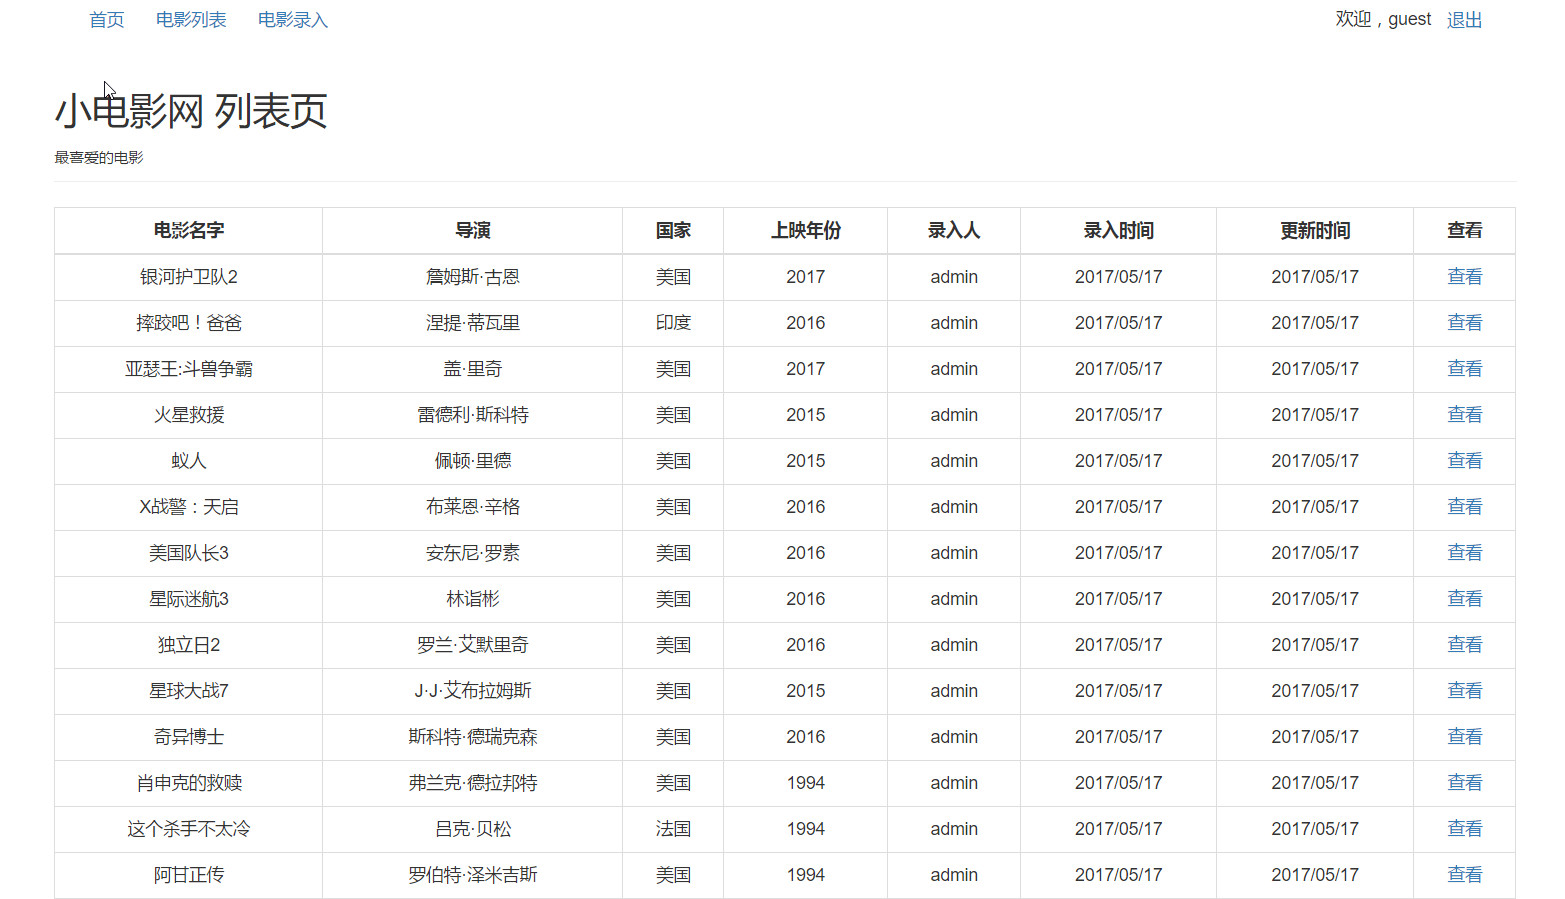 首页 电影列表 电影录入 欢迎，guest 退出
小电影网 列表页
最喜爱的电影
电影名字 导演 国家 上映年份 录入人 录入时间 更新时间 查看
银河护卫队2 詹姆斯·古恩 美国 2017 admin 2017/05/17 2017/05/17 查看
摔跤吧！爸爸 涅提·蒂瓦里 印度 2016 admin 2017/05/17 2017/05/17 查看
亚瑟王:斗兽争霸 盖·里奇 美国 2017 admin 2017/05/17 2017/05/17 查看
火星救援 雷德利·斯科特 美国 2015 admin 2017/05/17 2017/05/17 查看
蚁人 佩顿·里德 美国 2015 admin 2017/05/17 2017/05/17 查看
X战警：天启 布莱恩·辛格 美国 2016 admin 2017/05/17 2017/05/17 查看
美国队长3 安东尼·罗素 美国 2016 admin 2017/05/17 2017/05/17 查看
星际迷航3 林诣彬 美国 2016 admin 2017/05/17 2017/05/17 查看
独立日2 罗兰·艾默里奇 美国 2016 admin 2017/05/17 2017/05/17 查看
星球大战7 J·J·艾布拉姆斯 美国 2015 admin 2017/05/17 2017/05/17 查看
奇异博士 斯科特·德瑞克森 美国 2016 admin 2017/05/17 2017/05/17 查看
肖申克的救赎 弗兰克·德拉邦特 美国 1994 admin 2017/05/17 2017/05/17 查看
这个杀手不太冷 吕克·贝松 法国 1994 admin 2017/05/17 2017/05/17 查看
阿甘正传 罗伯特·泽米吉斯 美国 1994 admin 2017/05/17 2017/05/17 查看